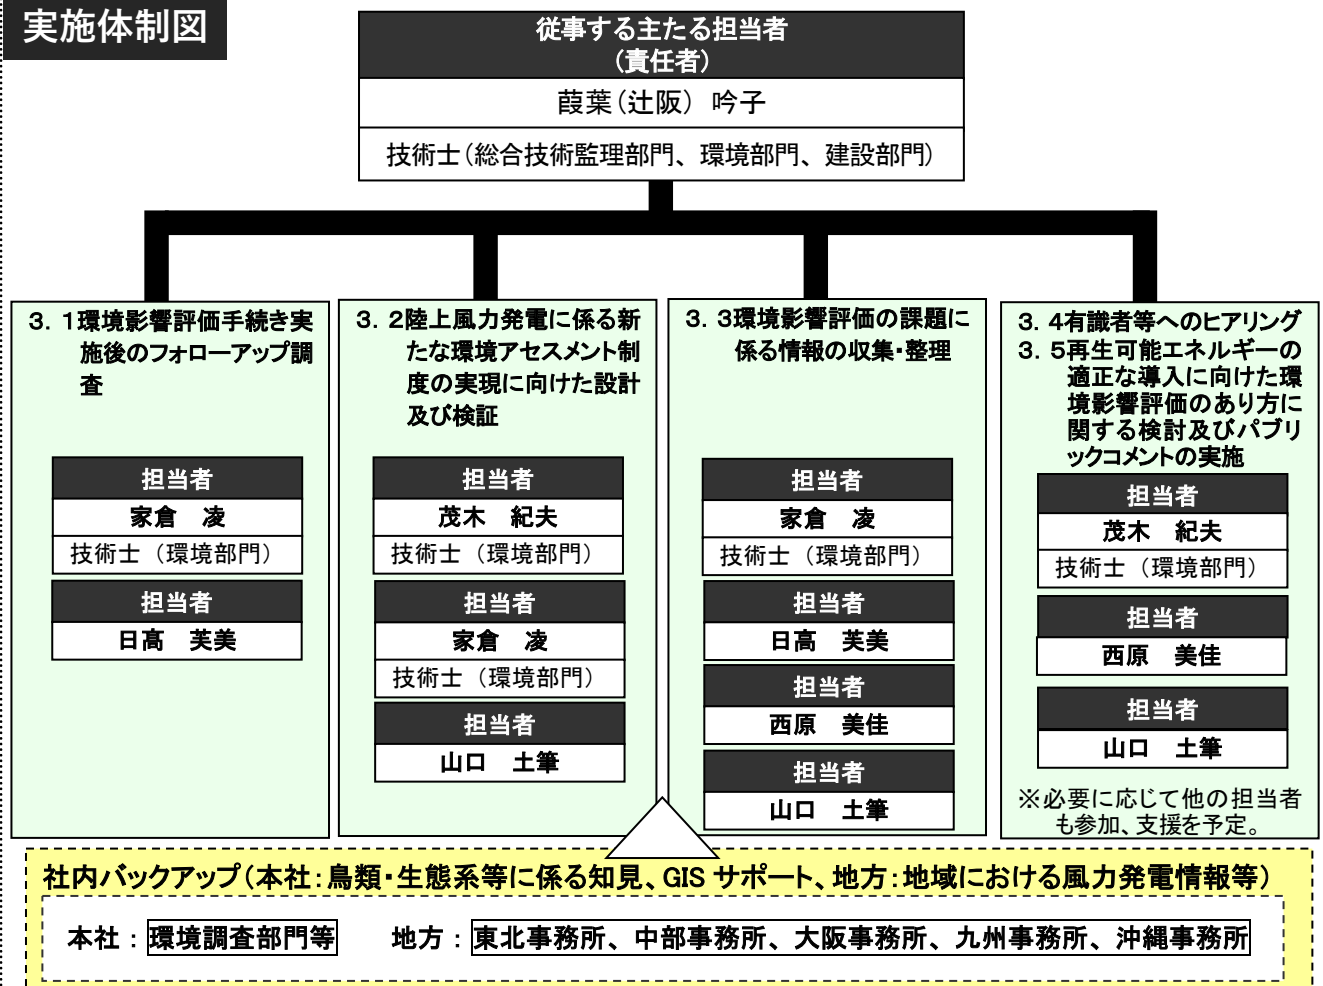 実施体制図
従事する主たる担当者
(責任者)
葭葉(辻阪) 吟子
技術士(総合技術監理部門、環境部門、建設部門)
3. 1環境影響評価手続き実
施後のフォローアップ調
査
担当者
家倉 凌
技術士(環境部門)
担当者
日髙 芙美
3. 2陸上風力発電に係る新
たな環境アセスメント制
度の実現に向けた設計
及び検証
担当者
茂木 紀夫
技術士(環境部門)
担当者
家倉 凌
技術士(環境部門)
担当者
山口 土筆
3. 3環境影響評価の課題に
係る情報の収集・整理
担当者
家倉 凌
技術士(環境部門)
担当者
日高 芙美
担当者
西原 美佳
担当者
山口 土筆
3. 4有識者等へのヒアリング
3. 5再生可能エネルギーの
適正な導入に向けた環
境影響評価のあり方に
関する検討及びパブリ
ックコメントの実施
担当者
茂木 紀夫
技術士(環境部門)
担当者
西原 美佳
担当者
山口 土筆
※必要に応じて他の担当者
も参加、支援を予定。
社内バックアップ(本社:鳥類・生態系等に係る知見、GIS サポート、地方:地域における風力発電情報等)
本社:環境調査部門等 地方:東北事務所、中部事務所、大阪事務所、九州事務所、沖縄事務所